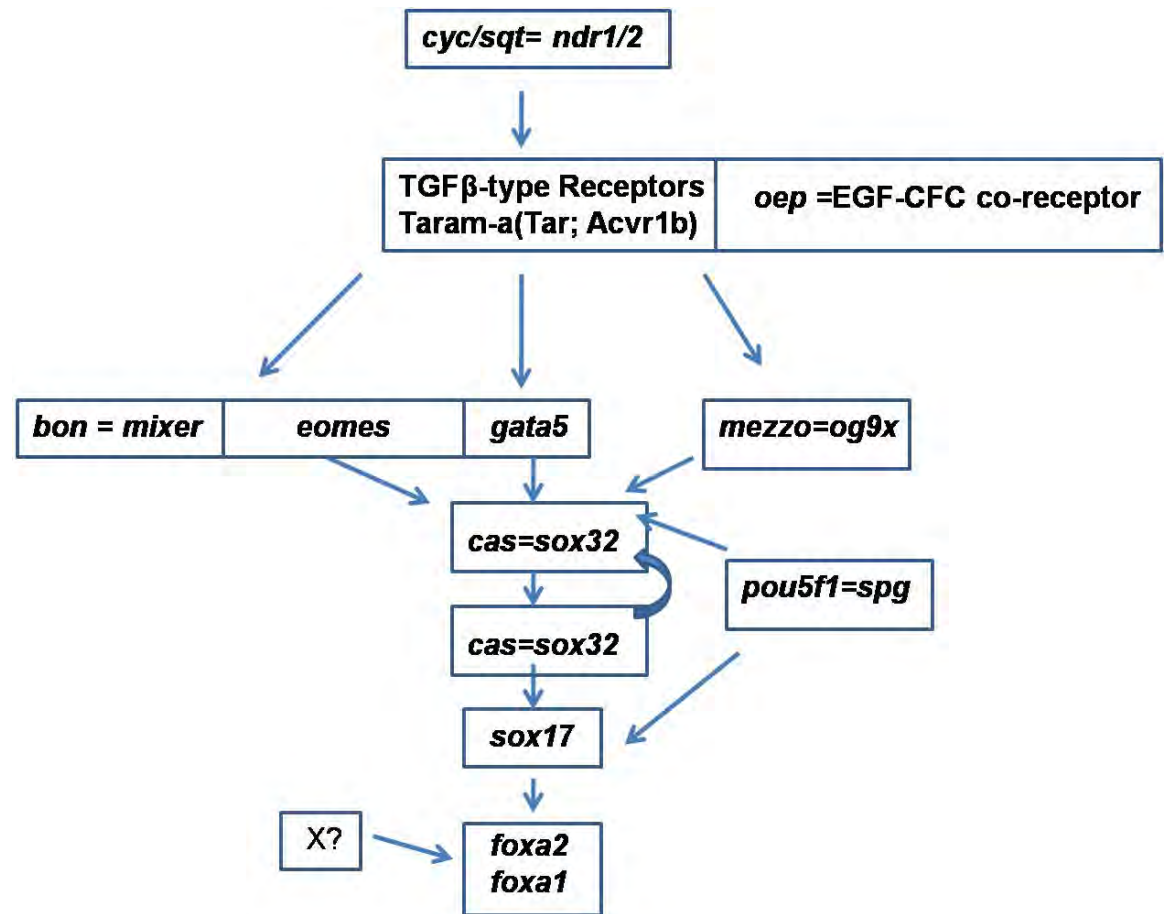 cyc/sqt= ndr1/2
TGFβ-type Receptors
Taram-a(Tar; Acvr1b)
oep =EGF-CFC co-receptor
bon = mixer
eomes
gata5
mezzo=og9x
cas=sox32
pou5f1=spg
cas=sox32
sox17
X?
foxa2
foxa1